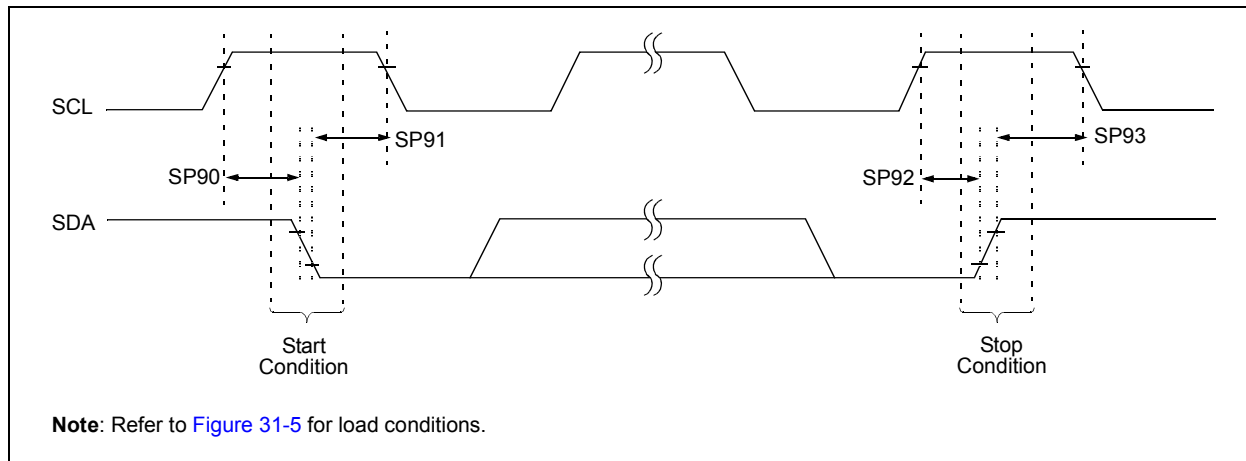 SCL
SP91
SP93
SP90
SP92
SDA
Start
Condition
Stop
Condition
Note: Refer to Figure 31-5 for load conditions.